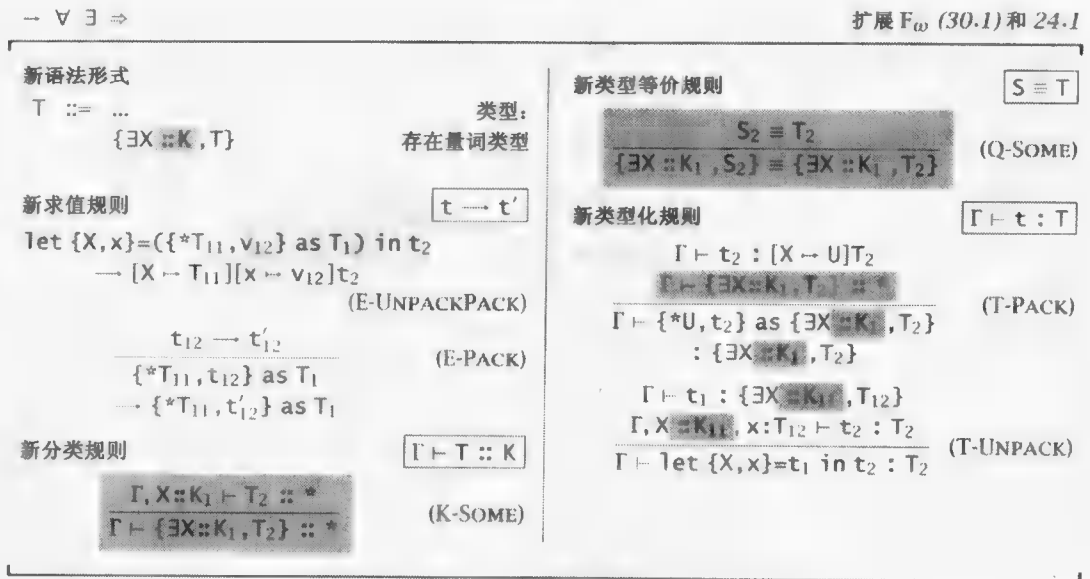 → ∀ ∃ ⇒
扩展 Fω (30.1)和 24.1
新语法形式
T ::= ...
类型:
{∃X::K,T}
存在量词类型
新求值规则
t → t′
let {X,x}=({*T₁₁,v₁₂} as T₁) in t₂
→ [X ↦ T₁₁][x ↦ v₁₂]t₂
(E-UNPACKPACK)
t₁₂ → t′₁₂
{*T₁₁,t₁₂} as T₁
→ {*T₁₁,t′₁₂} as T₁
(E-PACK)
新分类规则
Γ ⊢ T :: K
Γ, X::K₁ ⊢ T₂ :: *
Γ ⊢ {∃X::K₁,T₂} :: *
(K-SOME)
新类型等价规则
S ≡ T
S₂ ≡ T₂
{∃X::K₁,S₂} ≡ {∃X::K₁,T₂}
(Q-SOME)
新类型化规则
Γ ⊢ t : T
Γ ⊢ t₂ : [X ↦ U]T₂
Γ ⊢ {∃X::K₁,T₂} :: *
Γ ⊢ {*U,t₂} as {∃X::K₁,T₂}
: {∃X::K₁,T₂}
(T-PACK)
Γ ⊢ t₁ : {∃X::K₁₁,T₁₂}
Γ, X::K₁₁, x:T₁₂ ⊢ t₂ : T₂
Γ ⊢ let {X,x}=t₁ in t₂ : T₂
(T-UNPACK)